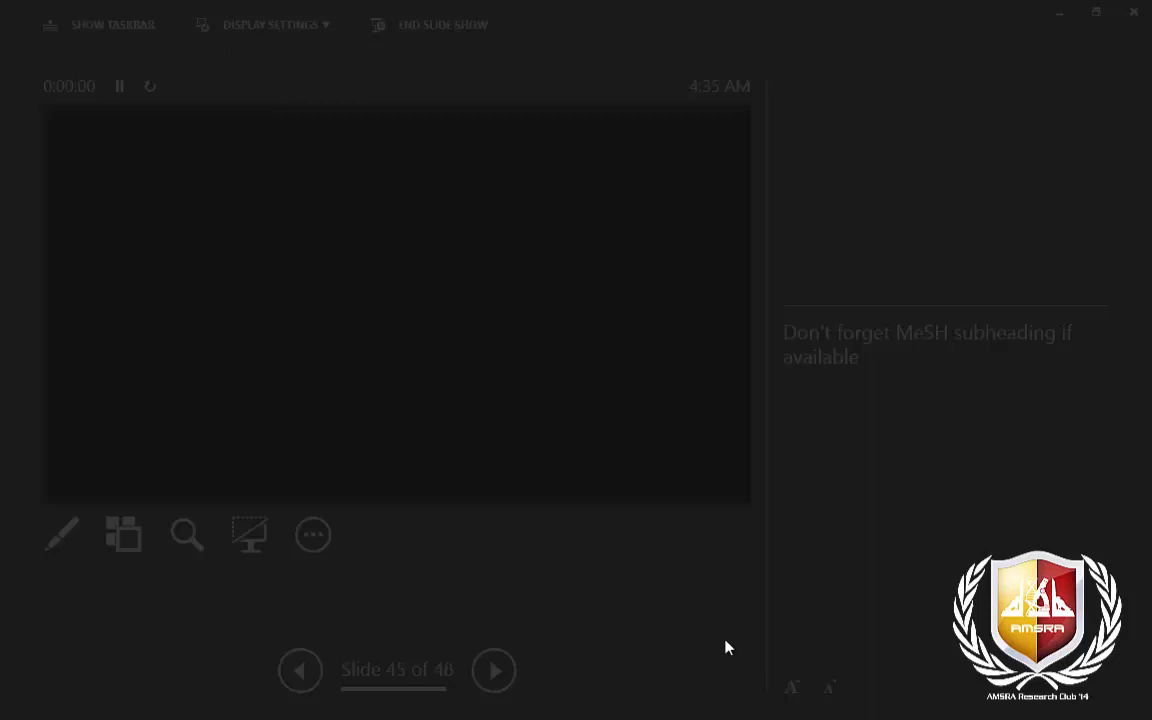 SHOW TASKBAR
DISPLAY SETTINGS ▾
END SLIDE SHOW
0:00:00
4:35 AM
Don't forget MeSH subheading if
available
Slide 45 of 48
A A
AMSRA
AMSRA Research Club '14